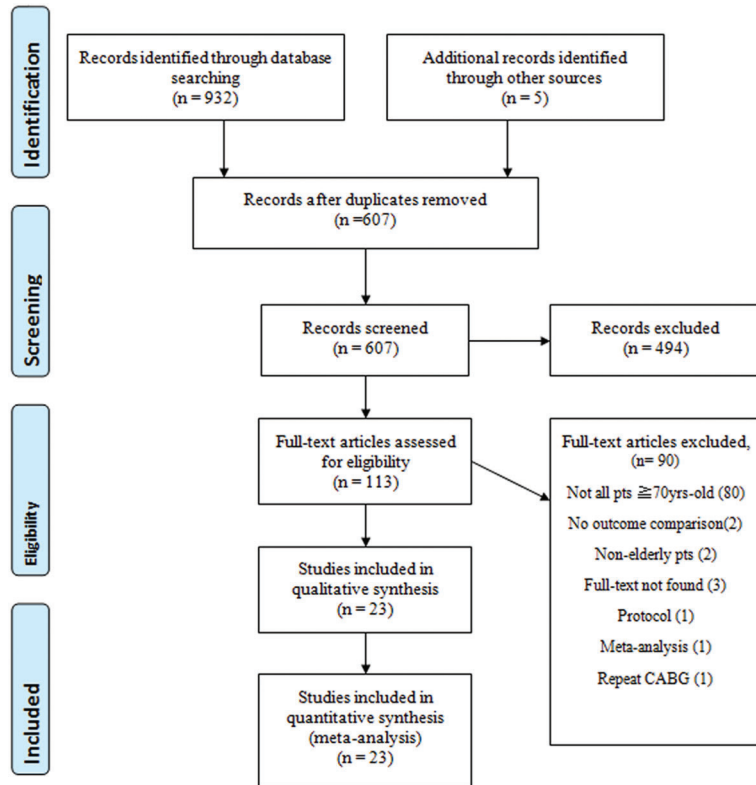 Identification
Records identified through database
searching
(n = 932)
Additional records identified
through other sources
(n = 5)
Records after duplicates removed
(n =607)
Screening
Records screened
(n = 607)
Records excluded
(n = 494)
Eligibility
Full-text articles assessed
for eligibility
(n = 113)
Full-text articles excluded,
(n= 90)
Not all pts ≧70yrs-old (80)
No outcome comparison(2)
Non-elderly pts (2)
Full-text not found (3)
Protocol (1)
Meta-analysis (1)
Repeat CABG (1)
Studies included in
qualitative synthesis
(n = 23)
Included
Studies included in
quantitative synthesis
(meta-analysis)
(n = 23)